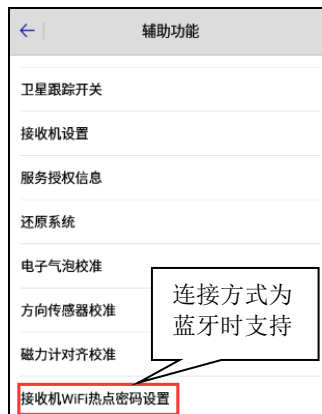 辅助功能
卫星跟踪开关
接收机设置
服务授权信息
还原系统
电子气泡校准
方向传感器校准
磁力计对齐校准
接收机WiFi热点密码设置
连接方式为
蓝牙时支持